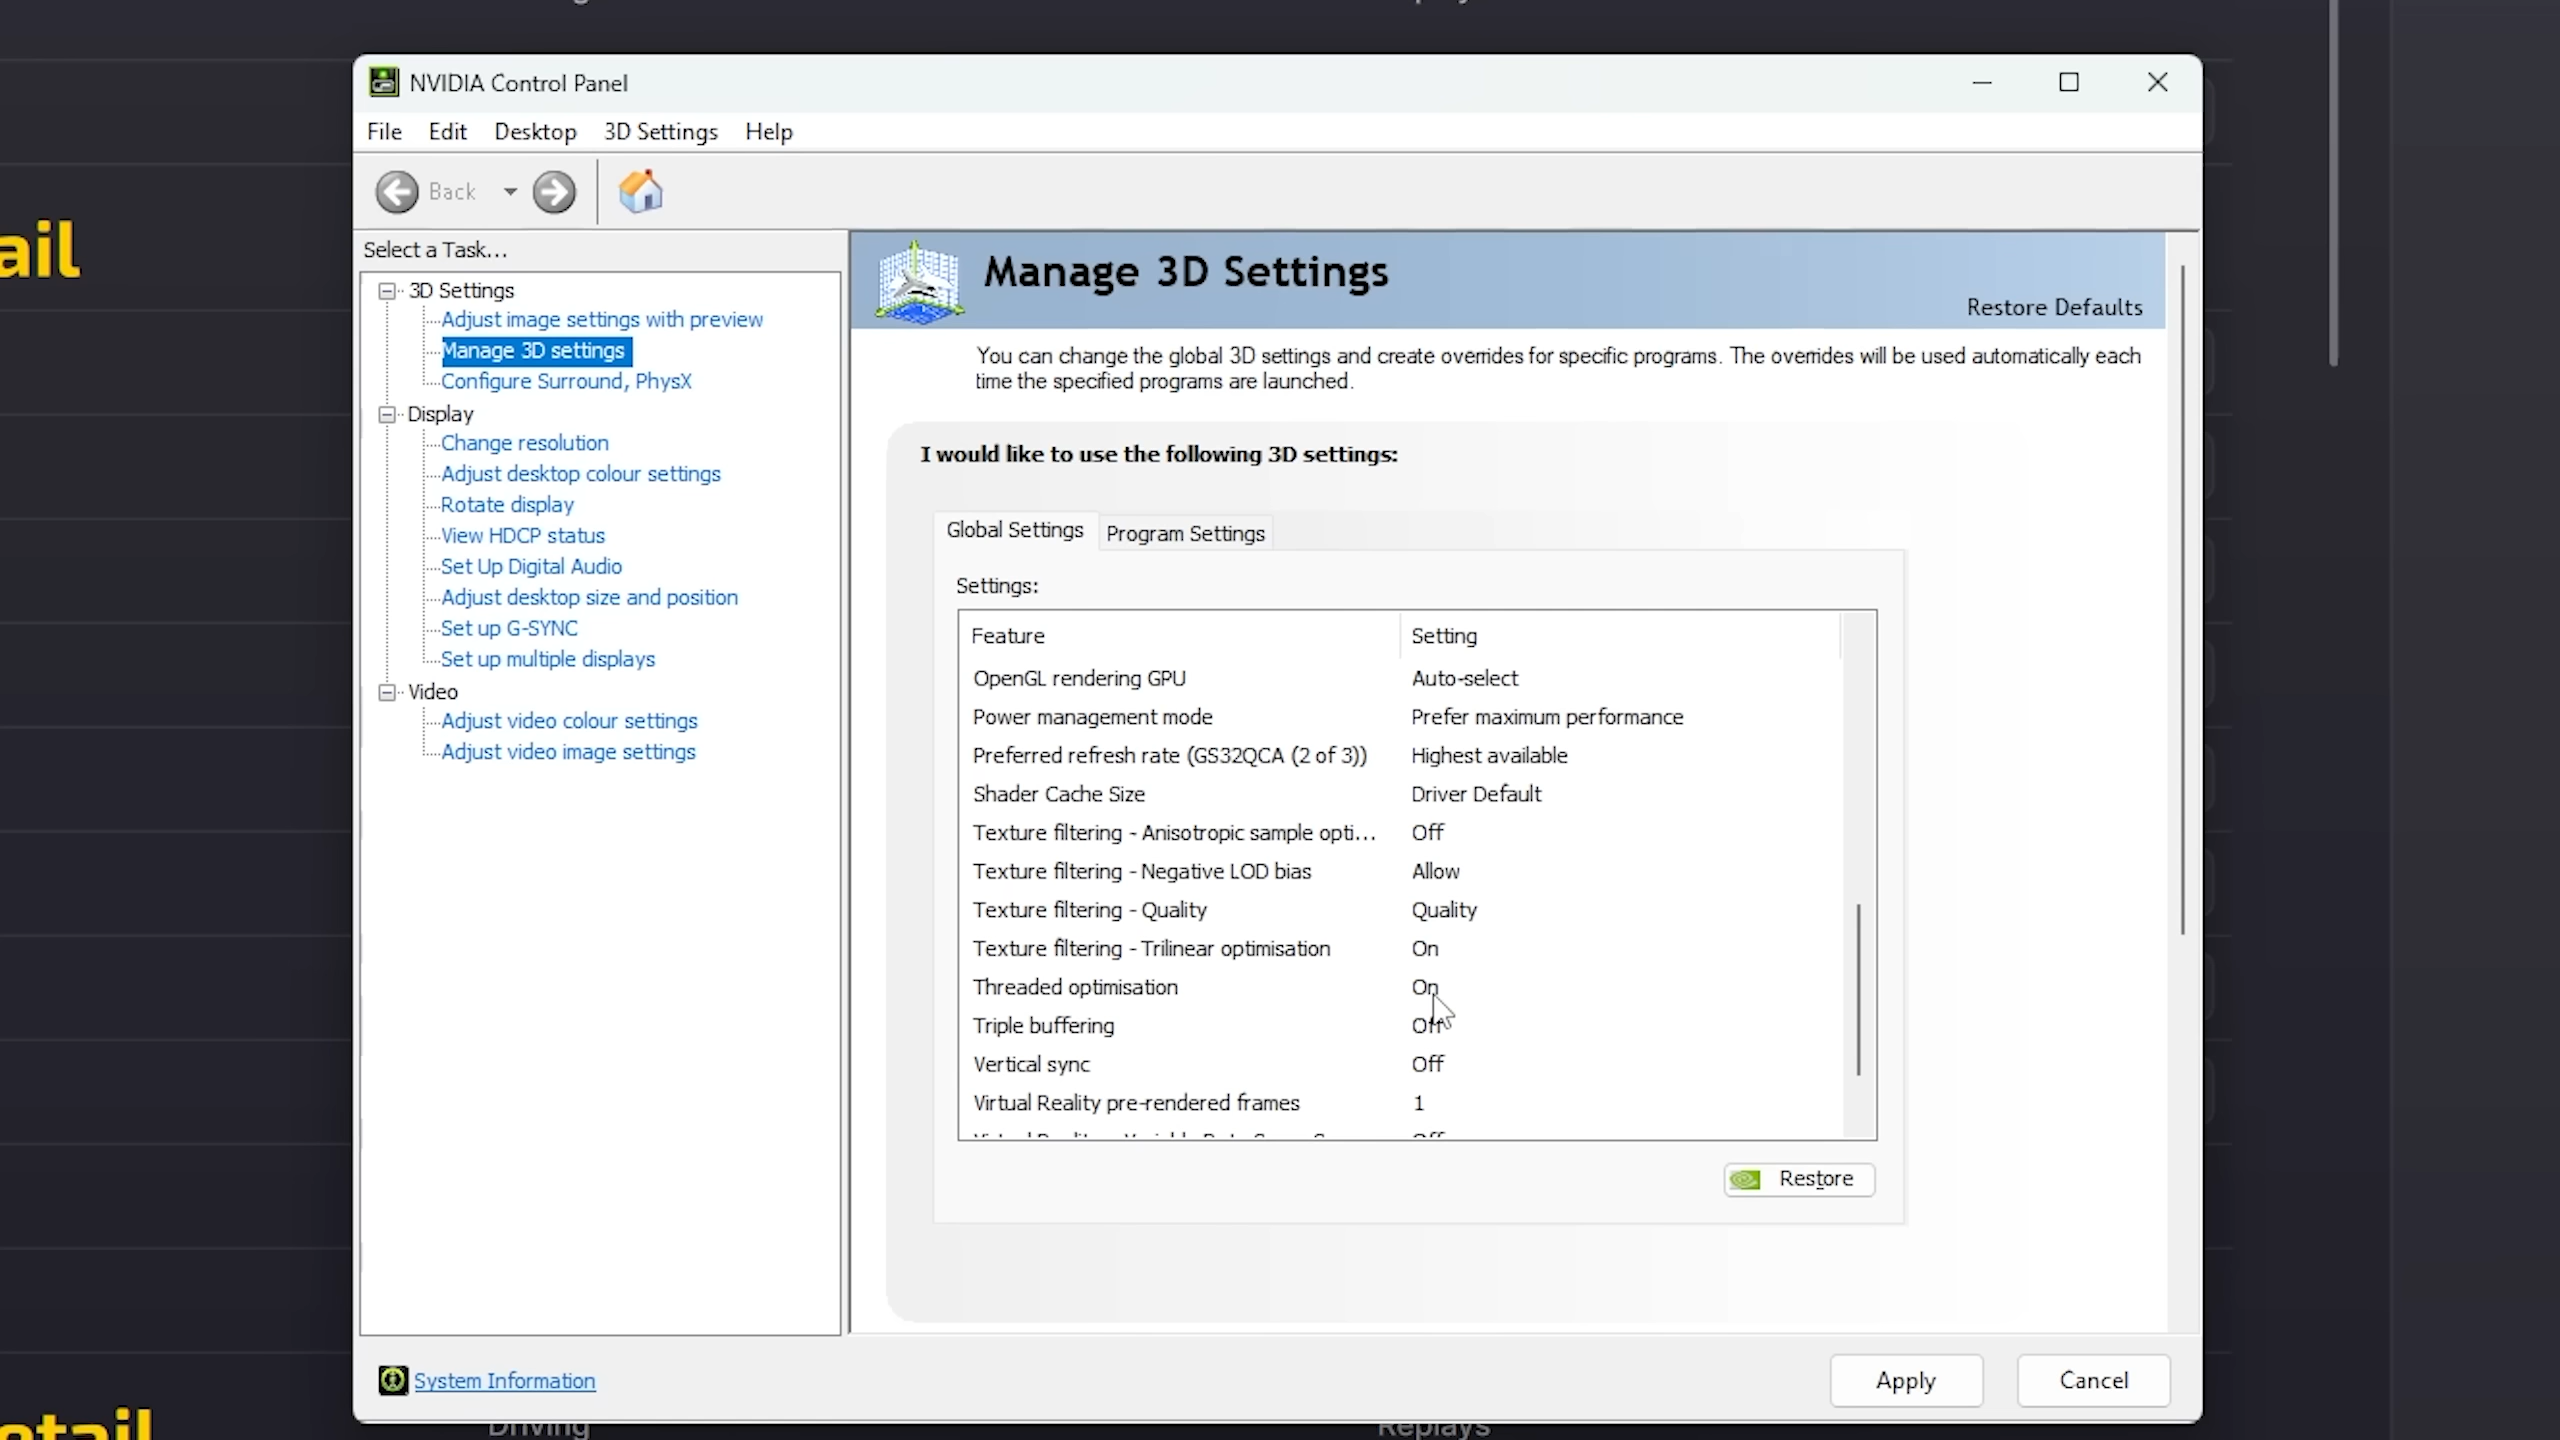 ail
NVIDIA Control Panel
File Edit Desktop 3D Settings Help
Back
Select a Task...
3D Settings
Adjust image settings with preview
Manage 3D settings
Configure Surround, PhysX
Display
Change resolution
Adjust desktop colour settings
Rotate display
View HDCP status
Set Up Digital Audio
Adjust desktop size and position
Set up G-SYNC
Set up multiple displays
Video
Adjust video colour settings
Adjust video image settings
Manage 3D Settings
Restore Defaults
You can change the global 3D settings and create overrides for specific programs. The overrides will be used automatically each
time the specified programs are launched.
I would like to use the following 3D settings:
Global Settings Program Settings
Settings:
Feature Setting
OpenGL rendering GPU Auto-select
Power management mode Prefer maximum performance
Preferred refresh rate (GS32QCA (2 of 3)) Highest available
Shader Cache Size Driver Default
Texture filtering - Anisotropic sample opti... Off
Texture filtering - Negative LOD bias Allow
Texture filtering - Quality Quality
Texture filtering - Trilinear optimisation On
Threaded optimisation On
Triple buffering Off
Vertical sync Off
Virtual Reality pre-rendered frames 1
Restore
System Information
Apply Cancel
etail
Driving Replays